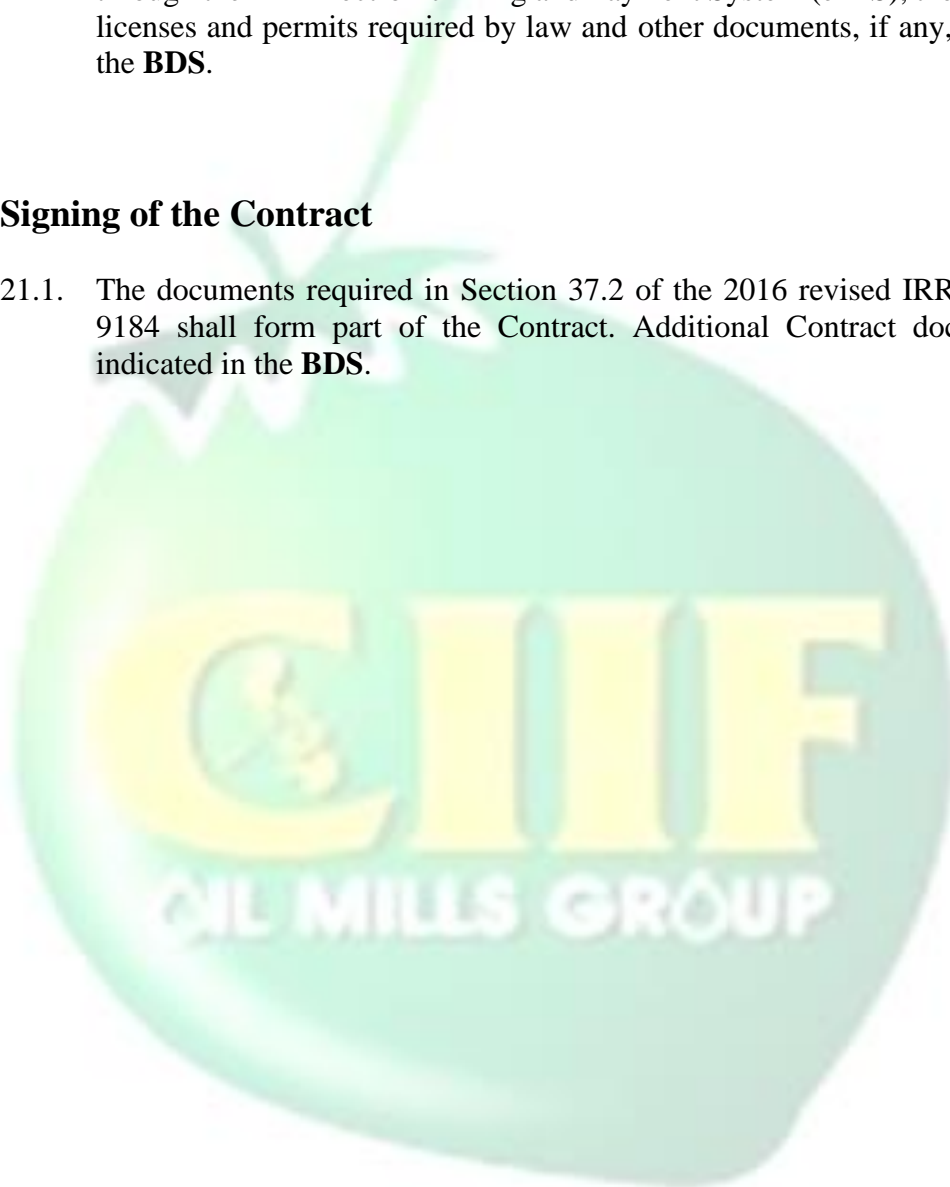 licenses and permits required by law and other documents, if any,
the BDS.
Signing of the Contract
21.1. The documents required in Section 37.2 of the 2016 revised IRR
9184 shall form part of the Contract. Additional Contract doc
indicated in the BDS.
CIIF
OIL MILLS GROUP